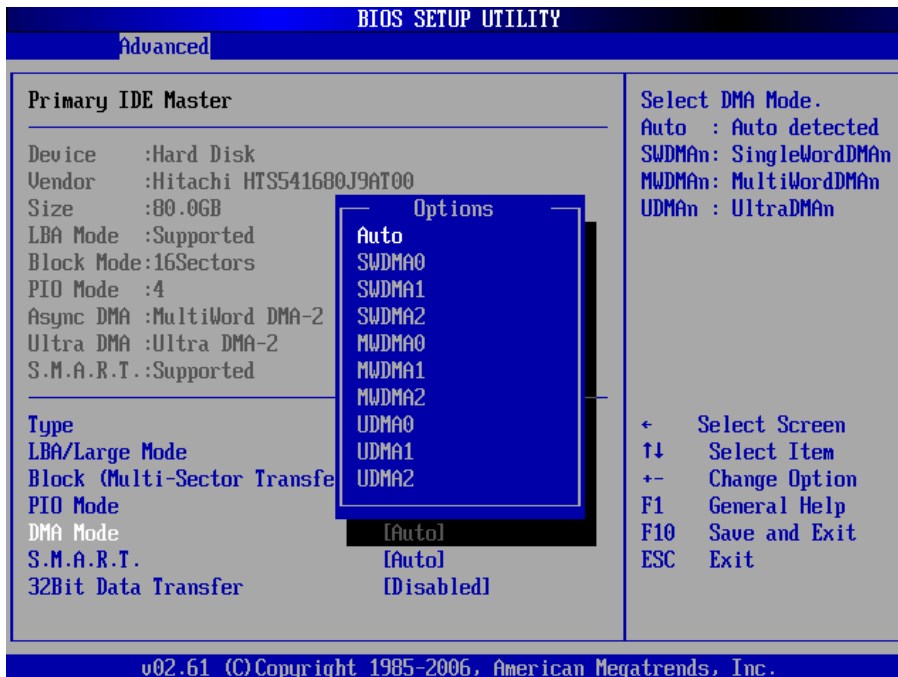 BIOS SETUP UTILITY
Advanced
Primary IDE Master
Device :Hard Disk
Vendor :Hitachi HTS541680J9AT00
Size :80.0GB
LBA Mode :Supported
Block Mode:16Sectors
PIO Mode :4
Async DMA :MultiWord DMA-2
Ultra DMA :Ultra DMA-2
S.M.A.R.T.:Supported
Type
LBA/Large Mode
Block (Multi-Sector Transfe
PIO Mode
DMA Mode [Auto]
S.M.A.R.T. [Auto]
32Bit Data Transfer [Disabled]
Options
Auto
SWDMA0
SWDMA1
SWDMA2
MWDMA0
MWDMA1
MWDMA2
UDMA0
UDMA1
UDMA2
Select DMA Mode.
Auto : Auto detected
SWDMAn: SingleWordDMAn
MWDMAn: MultiWordDMAn
UDMAn : UltraDMAn
← Select Screen
↑↓ Select Item
+- Change Option
F1 General Help
F10 Save and Exit
ESC Exit
v02.61 (C)Copyright 1985-2006, American Megatrends, Inc.